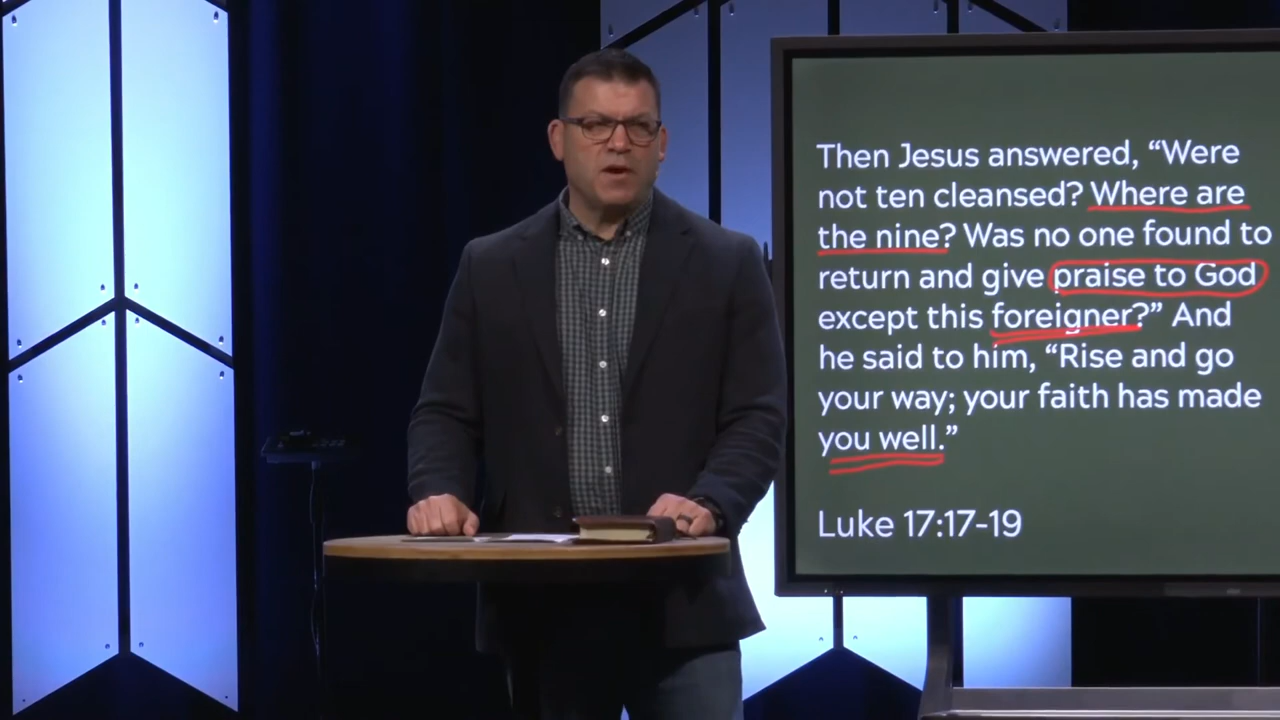 Then Jesus answered, “Were
not ten cleansed? Where are
the nine? Was no one found to
return and give praise to God
except this foreigner?” And
he said to him, “Rise and go
your way; your faith has made
you well.”
Luke 17:17-19